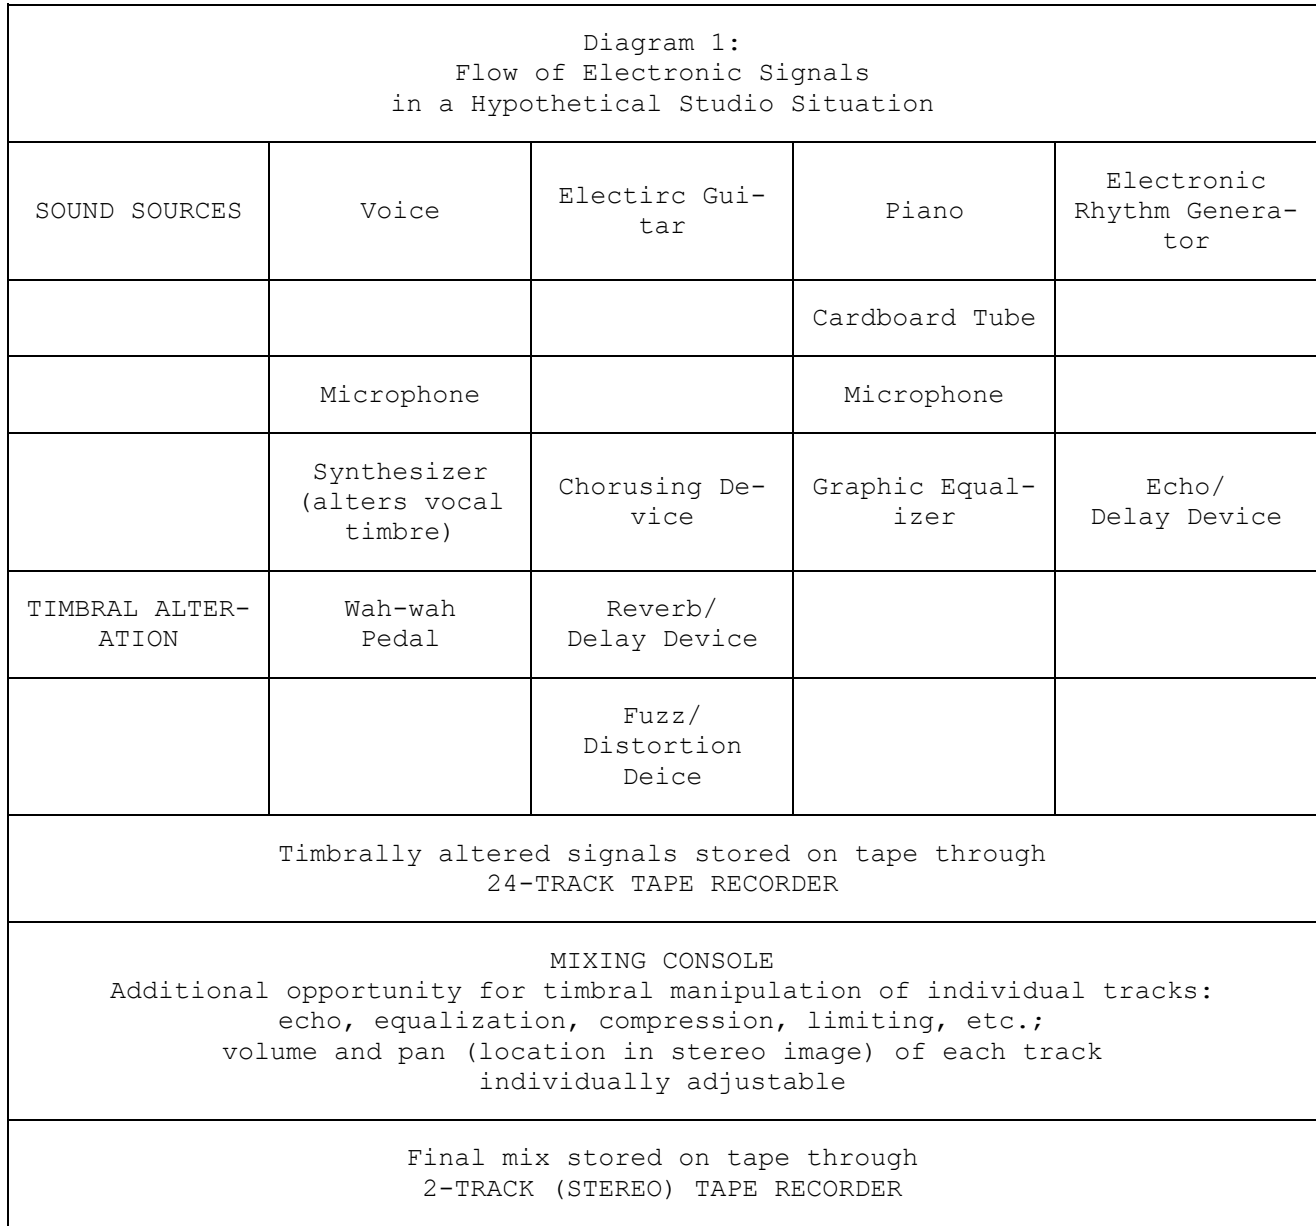 Diagram 1:
Flow of Electronic Signals
in a Hypothetical Studio Situation
SOUND SOURCES
Voice
Electirc Gui-
tar
Piano
Electronic
Rhythm Genera-
tor
Cardboard Tube
Microphone
Microphone
Synthesizer
(alters vocal
timbre)
Chorusing De-
vice
Graphic Equal-
izer
Echo/
Delay Device
TIMBRAL ALTER-
ATION
Wah-wah
Pedal
Reverb/
Delay Device
Fuzz/
Distortion
Deice
Timbrally altered signals stored on tape through
24-TRACK TAPE RECORDER
MIXING CONSOLE
Additional opportunity for timbral manipulation of individual tracks:
echo, equalization, compression, limiting, etc.;
volume and pan (location in stereo image) of each track
individually adjustable
Final mix stored on tape through
2-TRACK (STEREO) TAPE RECORDER